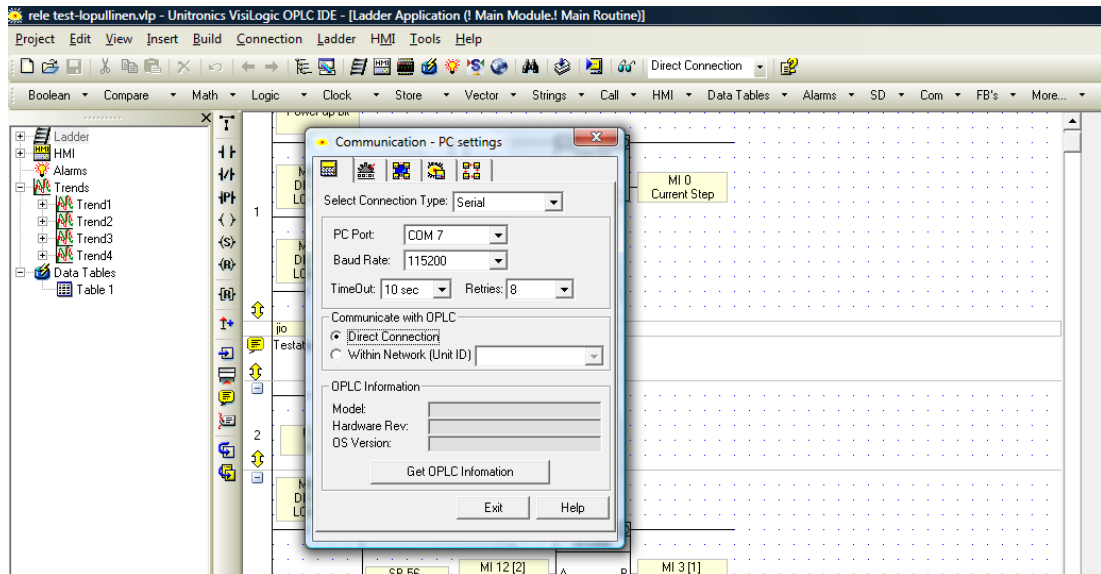 rele test-lopullinen.vlp - Unitronics VisiLogic OPLC IDE - [Ladder Application (! Main Module.! Main Routine)]
Project Edit View Insert Build Connection Ladder HMI Tools Help
Direct Connection
Boolean Compare Math Logic Clock Store Vector Strings Call HMI Data Tables Alarms SD Com FB's More...
Ladder
HMI
Alarms
Trends
Trend1
Trend2
Trend3
Trend4
Data Tables
Table 1
1
jio
Testat
2
MI 0
Current Step
SB 56
MI 12 [2]
A
MI 3 [1]
Communication - PC settings
Select Connection Type: Serial
PC Port: COM 7
Baud Rate: 115200
TimeOut: 10 sec Retries: 8
Communicate with OPLC
Direct Connection
Within Network (Unit ID)
OPLC Information
Model:
Hardware Rev:
OS Version:
Get OPLC Infomation
Exit Help